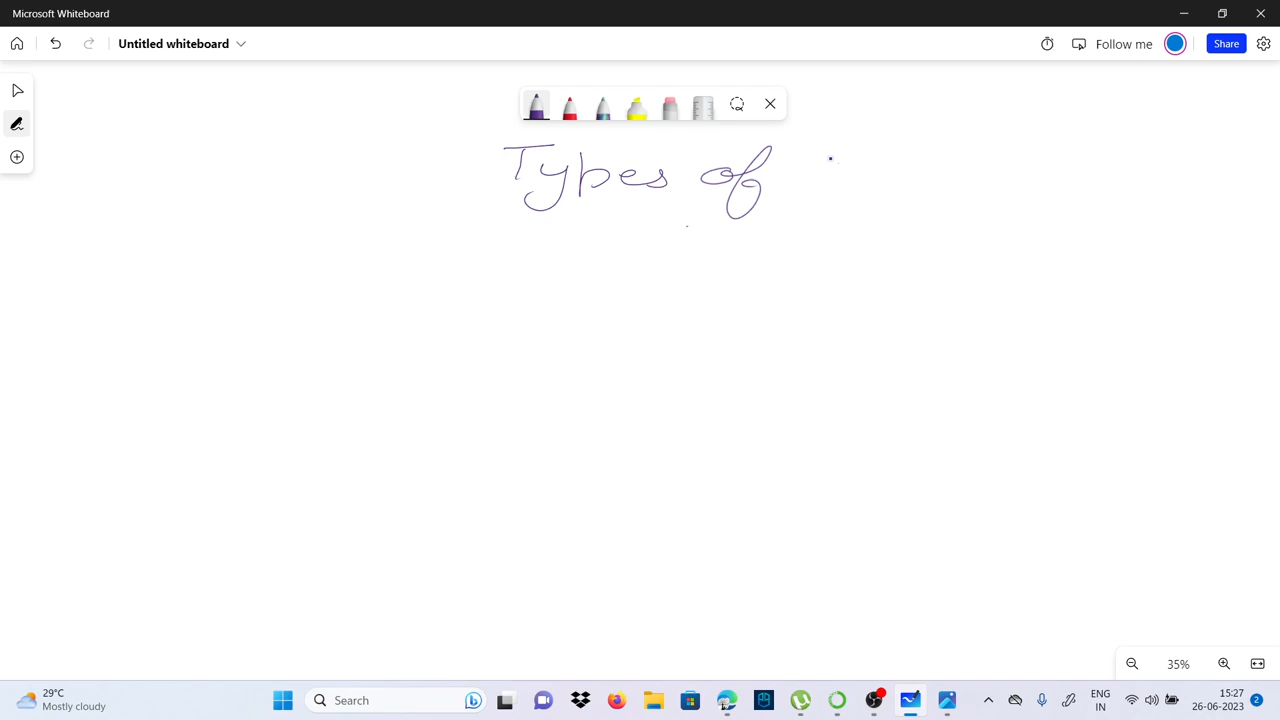 Microsoft Whiteboard
Untitled whiteboard
Follow me
Share
Types of
35%
29°C
Mostly cloudy
Search
ENG
IN
15:27
26-06-2023
2